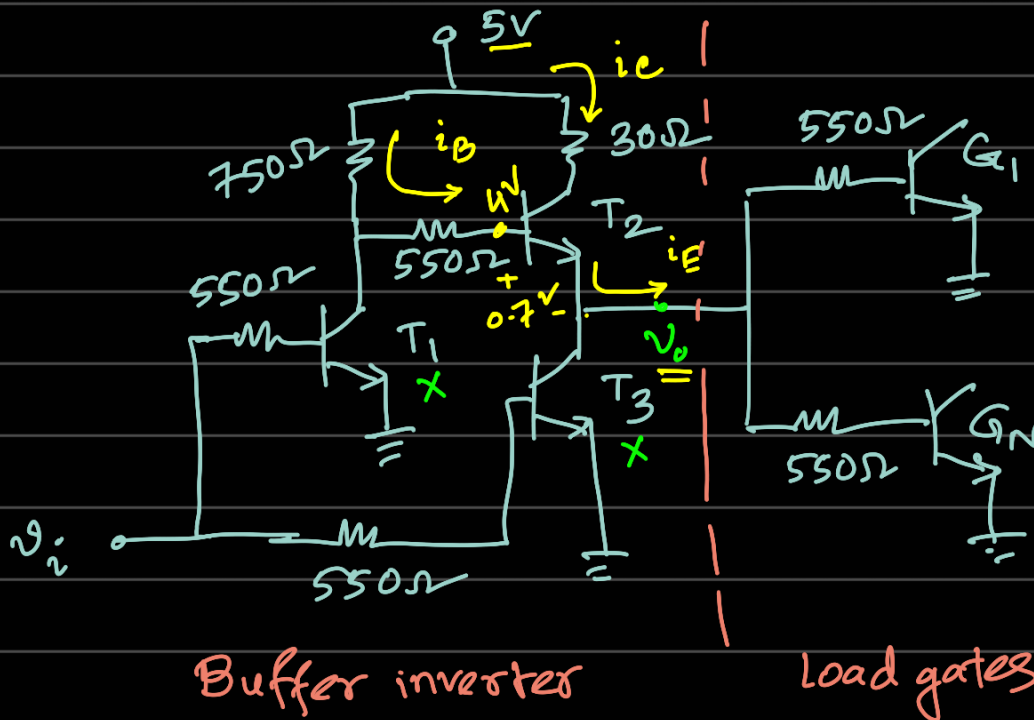 5V
ic
750Ω
iB
30Ω
550Ω
G1
4V
T2
550Ω
550Ω
iE
+
0.7V -
T1
X
Vo
T3
X
GN
550Ω
vi
550Ω
Buffer inverter
Load gates